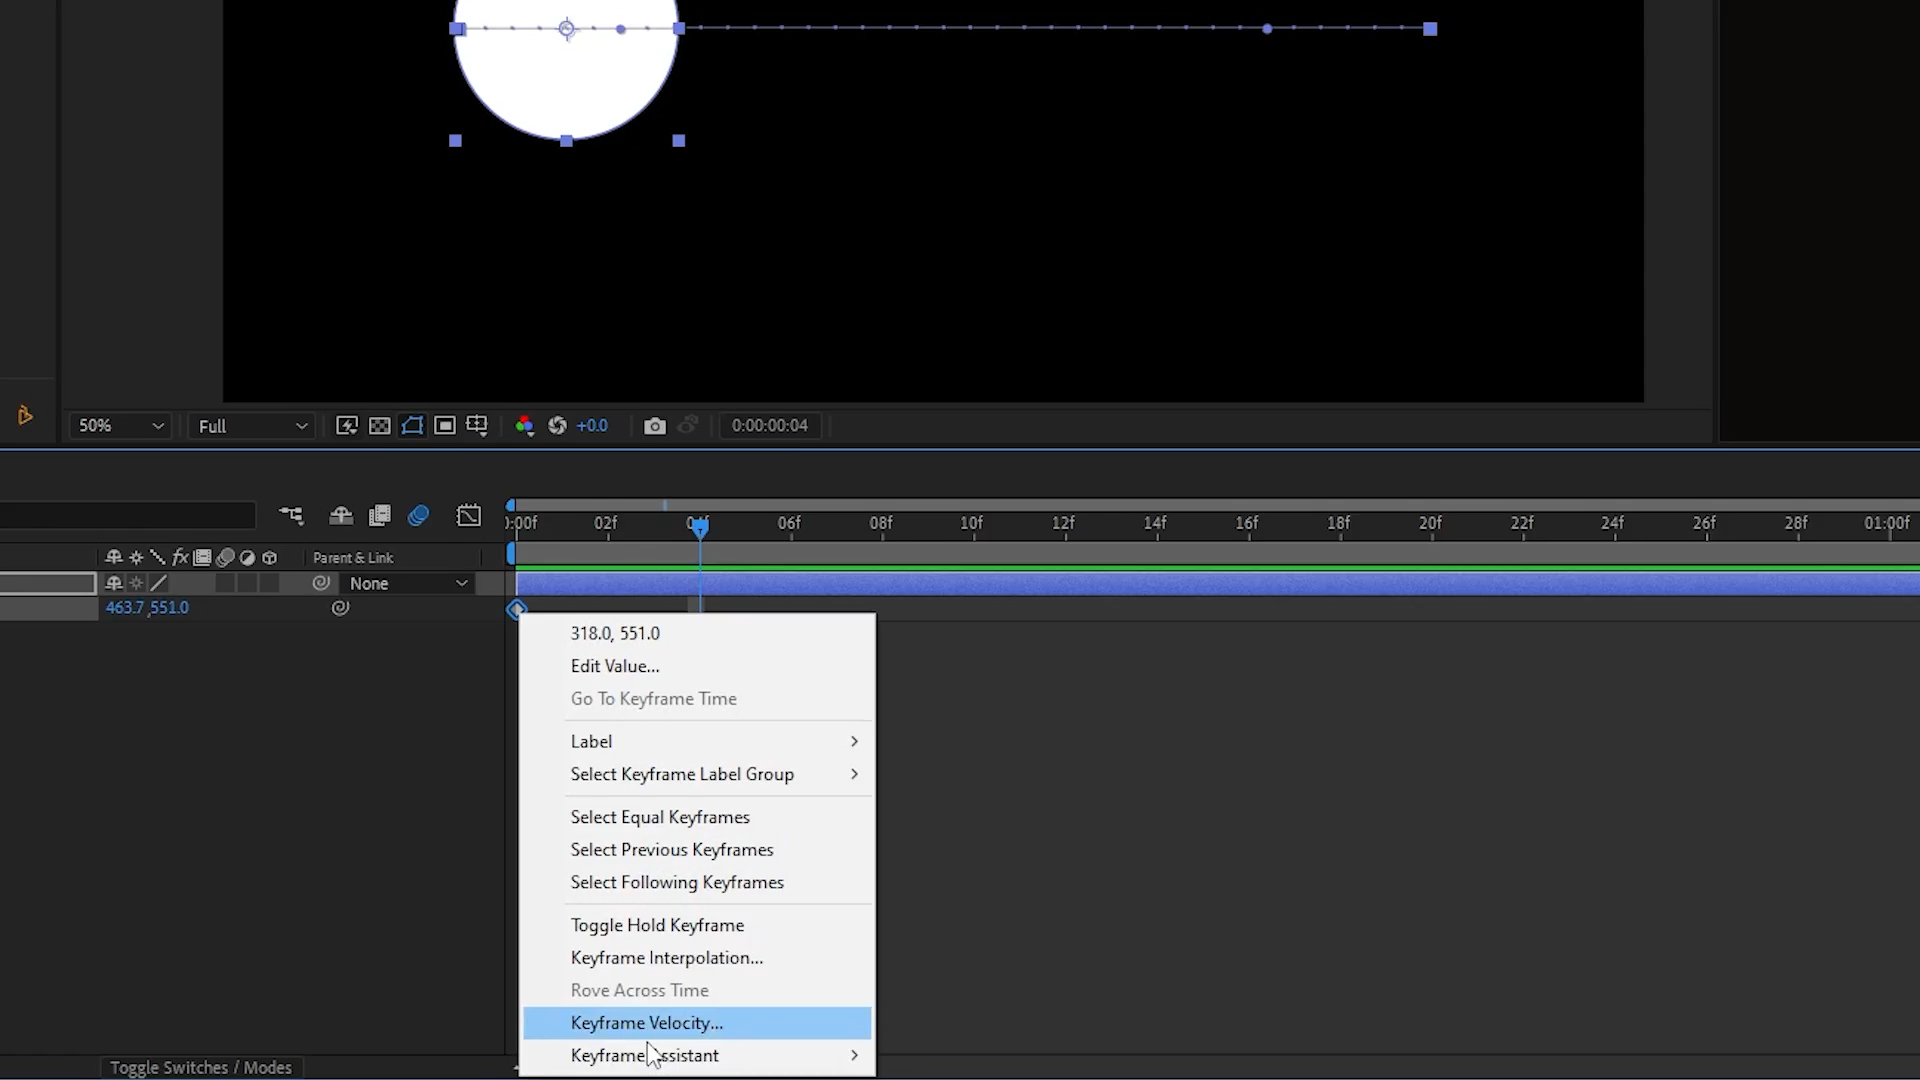 50%
Full
+0.0
0:00:00:04
0:00f 02f 04f 06f 08f 10f 12f 14f 16f 18f 20f 22f 24f 26f 28f 01:00f
fx
Parent & Link
None
463.7,551.0
318.0, 551.0
Edit Value...
Go To Keyframe Time
Label
Select Keyframe Label Group
Select Equal Keyframes
Select Previous Keyframes
Select Following Keyframes
Toggle Hold Keyframe
Keyframe Interpolation...
Rove Across Time
Keyframe Velocity...
Keyframe Assistant
Toggle Switches / Modes